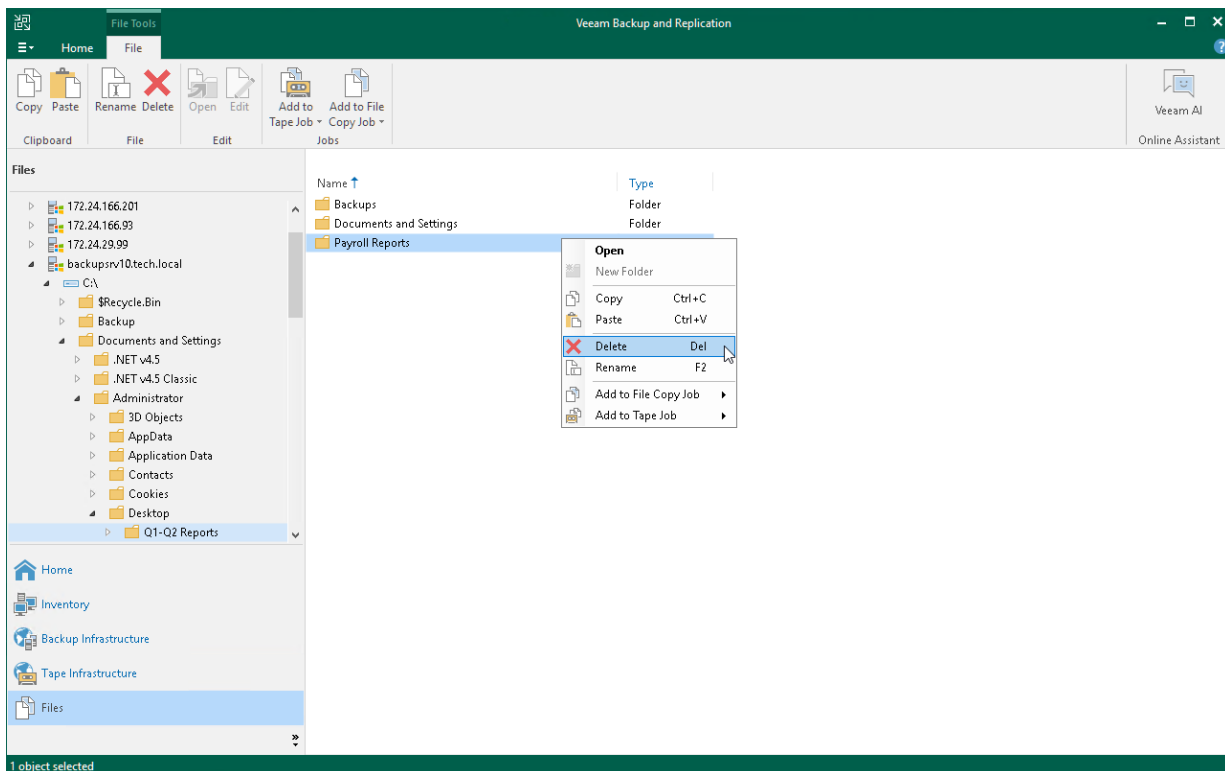 File Tools
Veeam Backup and Replication
Home File
Copy Paste Rename Delete Open Edit Add to Tape Job Add to File Copy Job Veeam AI
Clipboard File Edit Jobs Online Assistant
Files
172.24.166.201
172.24.166.93
172.24.29.99
backupsrv10.tech.local
C:\
$Recycle.Bin
Backup
Documents and Settings
.NET v4.5
.NET v4.5 Classic
Administrator
3D Objects
AppData
Application Data
Contacts
Cookies
Desktop
Q1-Q2 Reports
Home
Inventory
Backup Infrastructure
Tape Infrastructure
Files
Name Type
Backups Folder
Documents and Settings Folder
Payroll Reports
Open
New Folder
Copy Ctrl+C
Paste Ctrl+V
Delete Del
Rename F2
Add to File Copy Job
Add to Tape Job
1 object selected